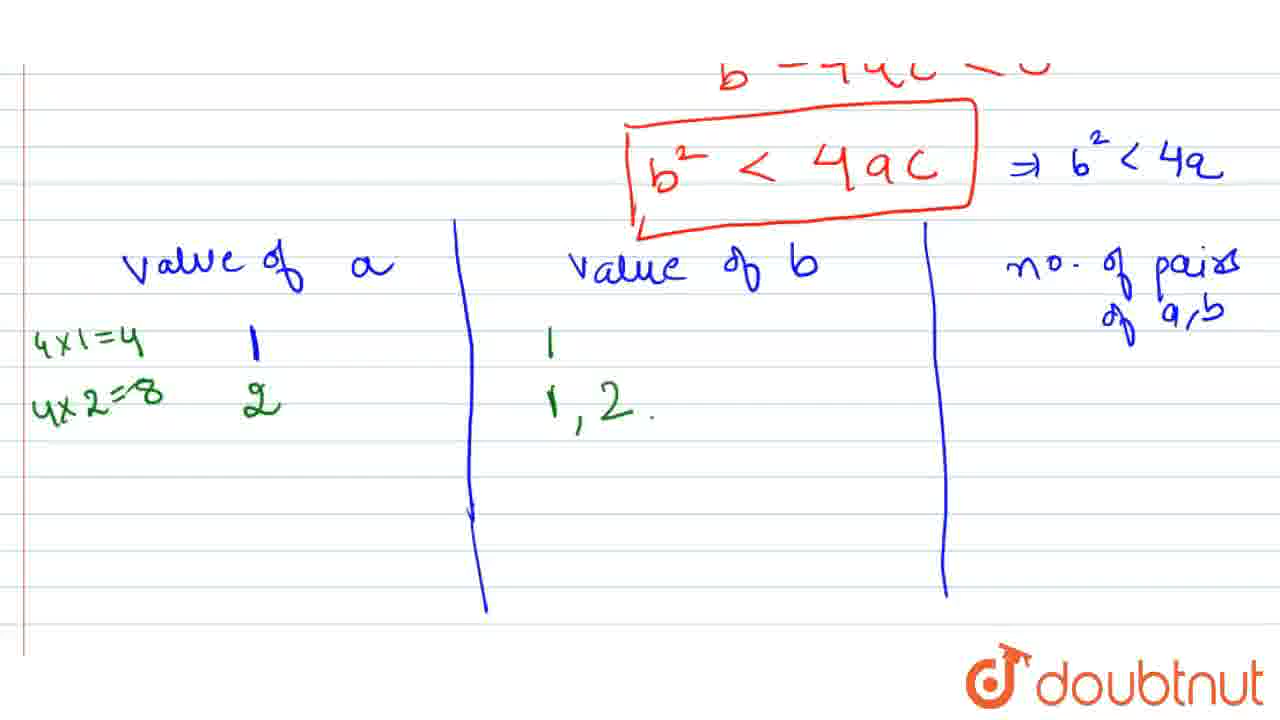 b² < 4ac ⇒ b² < 4a
value of a value of b no. of pairs
of a,b
4×1=4 1 1
4×2=8 2 1, 2.
doubtnut